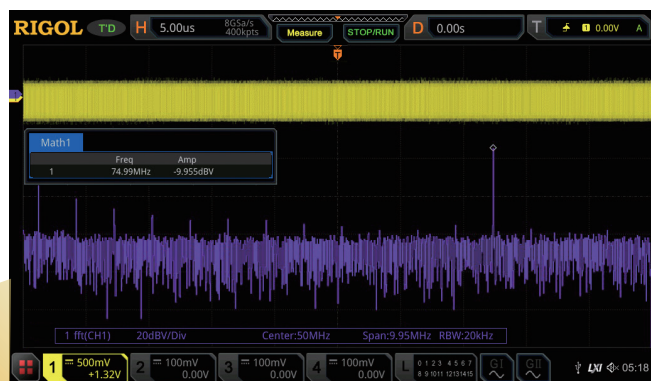 RIGOL T'D H 5.00us 8GSa/s 400kpts Measure STOP/RUN D 0.00s T 1 0.00V A
T
Math1
Freq Amp
1 74.99MHz -9.955dBV
1 fft(CH1) 20dBV/Div Center:50MHz Span:9.95MHz RBW:20kHz
1 500mV +1.32V 2 100mV 0.00V 3 100mV 0.00V 4 100mV 0.00V L 0 1 2 3 4 5 6 7 8 9 10 11 12 13 14 15 GI GII LXI 05:18